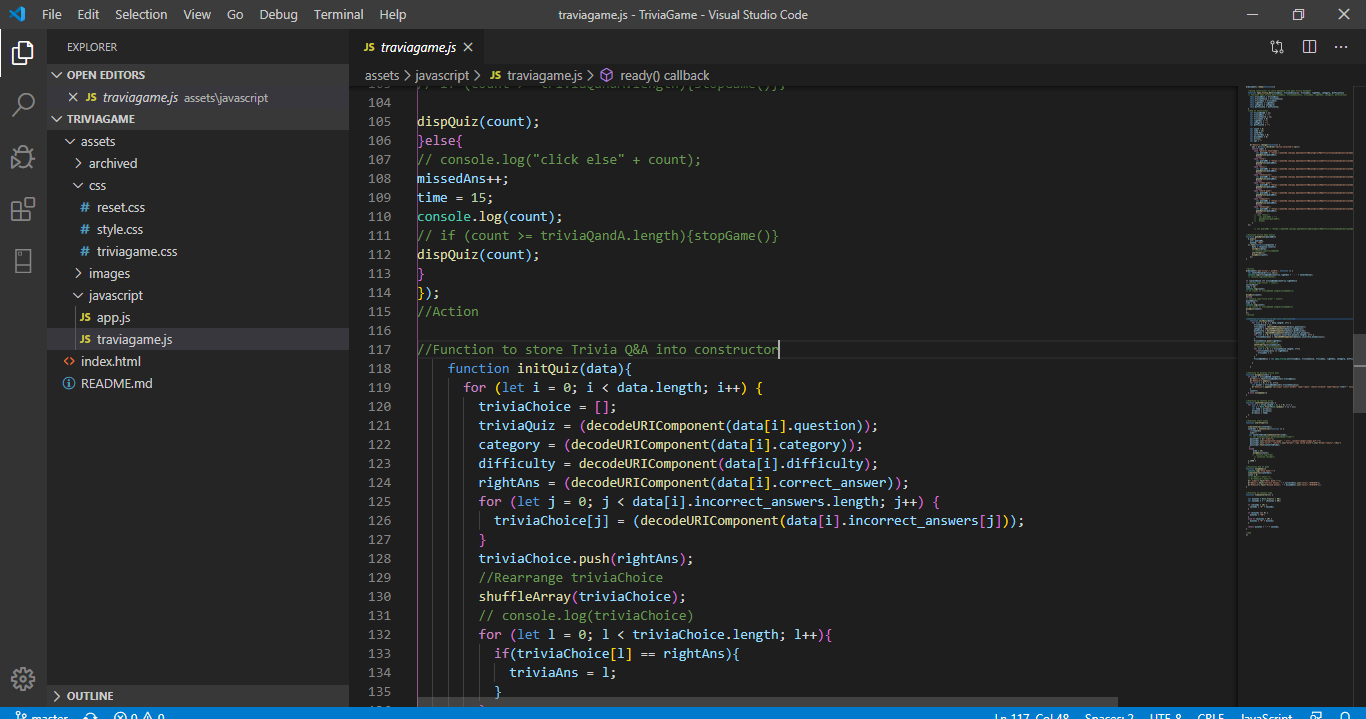 File Edit Selection View Go Debug Terminal Help traviagame.js - TriviaGame - Visual Studio Code
EXPLORER
OPEN EDITORS
JS traviagame.js assets\javascript
TRIVIAGAME
assets
archived
css
# reset.css
# style.css
# triviagame.css
images
javascript
JS app.js
JS traviagame.js
<> index.html
README.md
OUTLINE
JS traviagame.js
assets > javascript > JS traviagame.js > ready() callback
104
105 dispQuiz(count);
106 }else{
107 // console.log("click else" + count);
108 missedAns++;
109 time = 15;
110 console.log(count);
111 // if (count >= triviaQandA.length){stopGame()}
112 dispQuiz(count);
113 }
114 });
115 //Action
116
117 //Function to store Trivia Q&A into constructor
118 function initQuiz(data){
119 for (let i = 0; i < data.length; i++) {
120 triviaChoice = [];
121 triviaQuiz = (decodeURIComponent(data[i].question));
122 category = (decodeURIComponent(data[i].category));
123 difficulty = decodeURIComponent(data[i].difficulty);
124 rightAns = (decodeURIComponent(data[i].correct_answer));
125 for (let j = 0; j < data[i].incorrect_answers.length; j++) {
126 triviaChoice[j] = (decodeURIComponent(data[i].incorrect_answers[j]));
127 }
128 triviaChoice.push(rightAns);
129 //Rearrange triviaChoice
130 shuffleArray(triviaChoice);
131 // console.log(triviaChoice)
132 for (let l = 0; l < triviaChoice.length; l++){
133 if(triviaChoice[l] == rightAns){
134 triviaAns = l;
135 }
master 0 0 Ln 117, Col 48 Spaces: 2 UTF-8 CRLF JavaScript